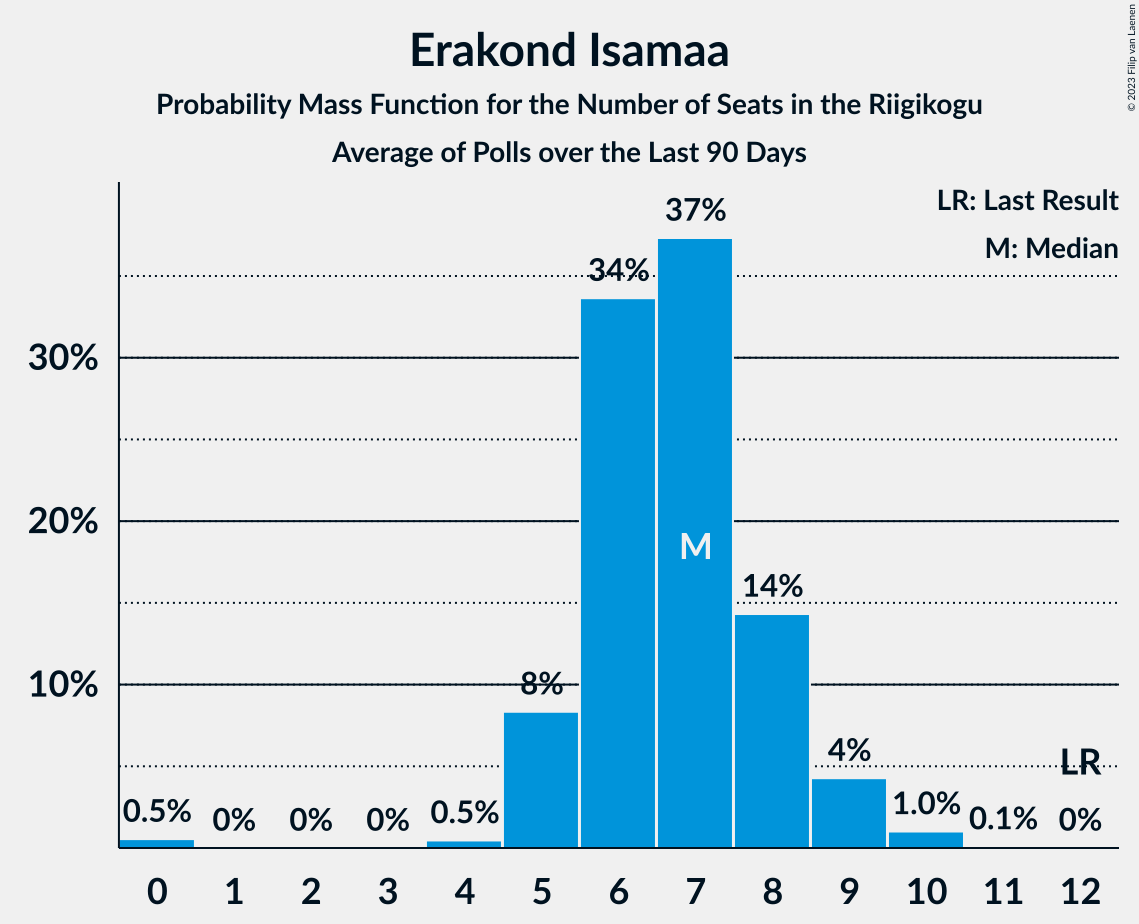 Erakond Isamaa
Probability Mass Function for the Number of Seats in the Riigikogu
Average of Polls over the Last 90 Days
© 2023 Filip van Laenen
LR: Last Result
M: Median
37%
34%
30%
20%
M
14%
10%
8%
4%
LR
0.5%
0%
0%
0%
0.5%
1.0%
0.1%
0%
0 1 2 3 4 5 6 7 8 9 10 11 12